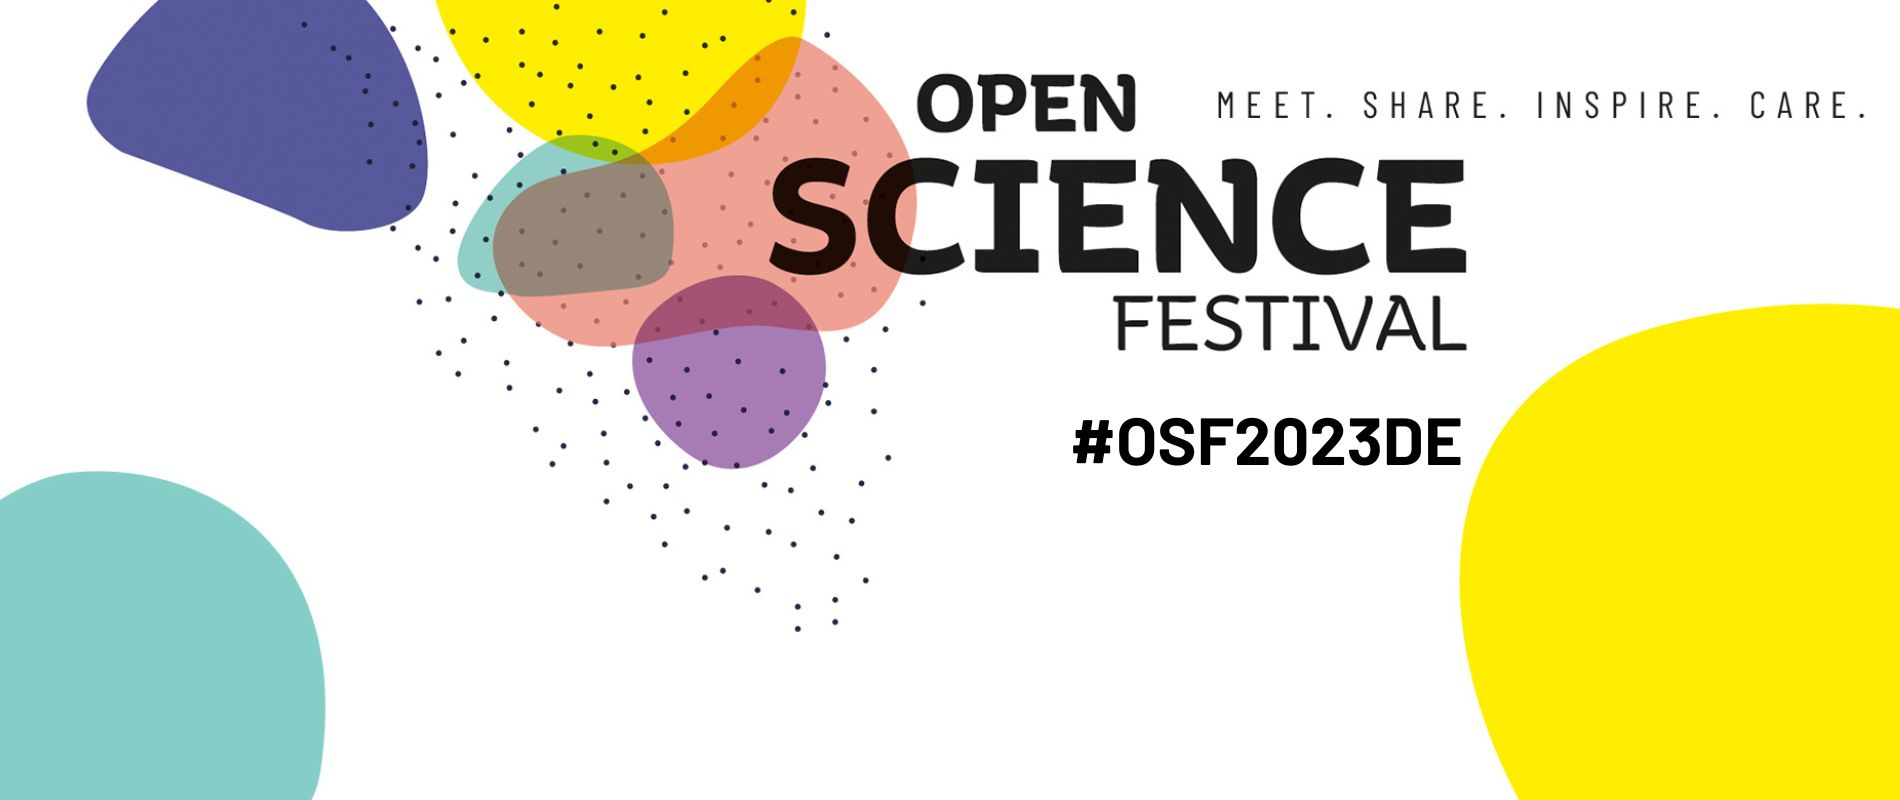 OPEN
MEET. SHARE. INSPIRE. CARE.
SCIENCE
FESTIVAL
#OSF2023DE